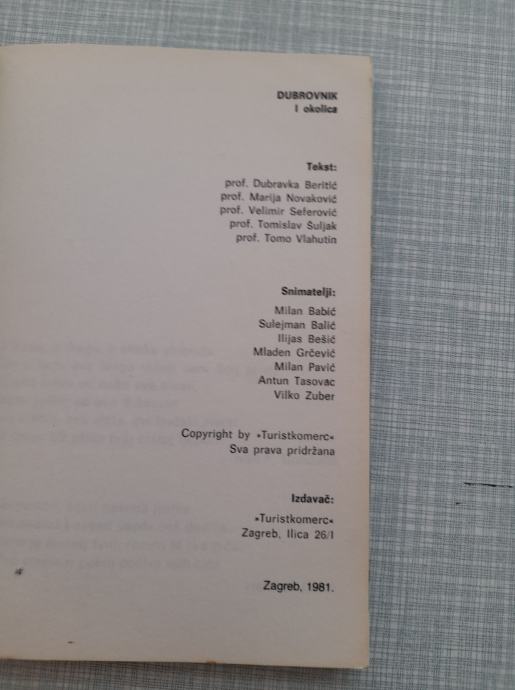 DUBROVNIK
I okolica
Tekst:
prof. Dubravka Beritić
prof. Marija Novaković
prof. Velimir Seferović
prof. Tomislav Šuljak
prof. Tomo Vlahutin
Snimatelji:
Milan Babić
Sulejman Balić
Ilijas Bešić
Mladen Grčević
Milan Pavić
Antun Tasovac
Vilko Zuber
Copyright by »Turistkomerc«
Sva prava pridržana
Izdavač:
»Turistkomerc«
Zagreb, Ilica 26/I
Zagreb, 1981.